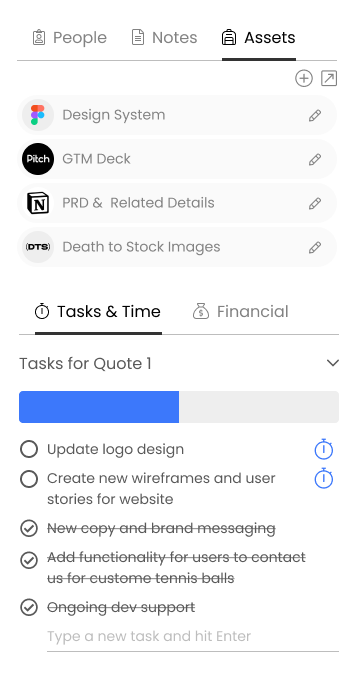 People Notes Assets
Design System
Pitch GTM Deck
N PRD & Related Details
(DTS) Death to Stock Images
Tasks & Time $ Financial
Tasks for Quote 1
Update logo design
Create new wireframes and user
stories for website
New copy and brand messaging
Add functionality for users to contact
us for custome tennis balls
Ongoing dev support
Type a new task and hit Enter